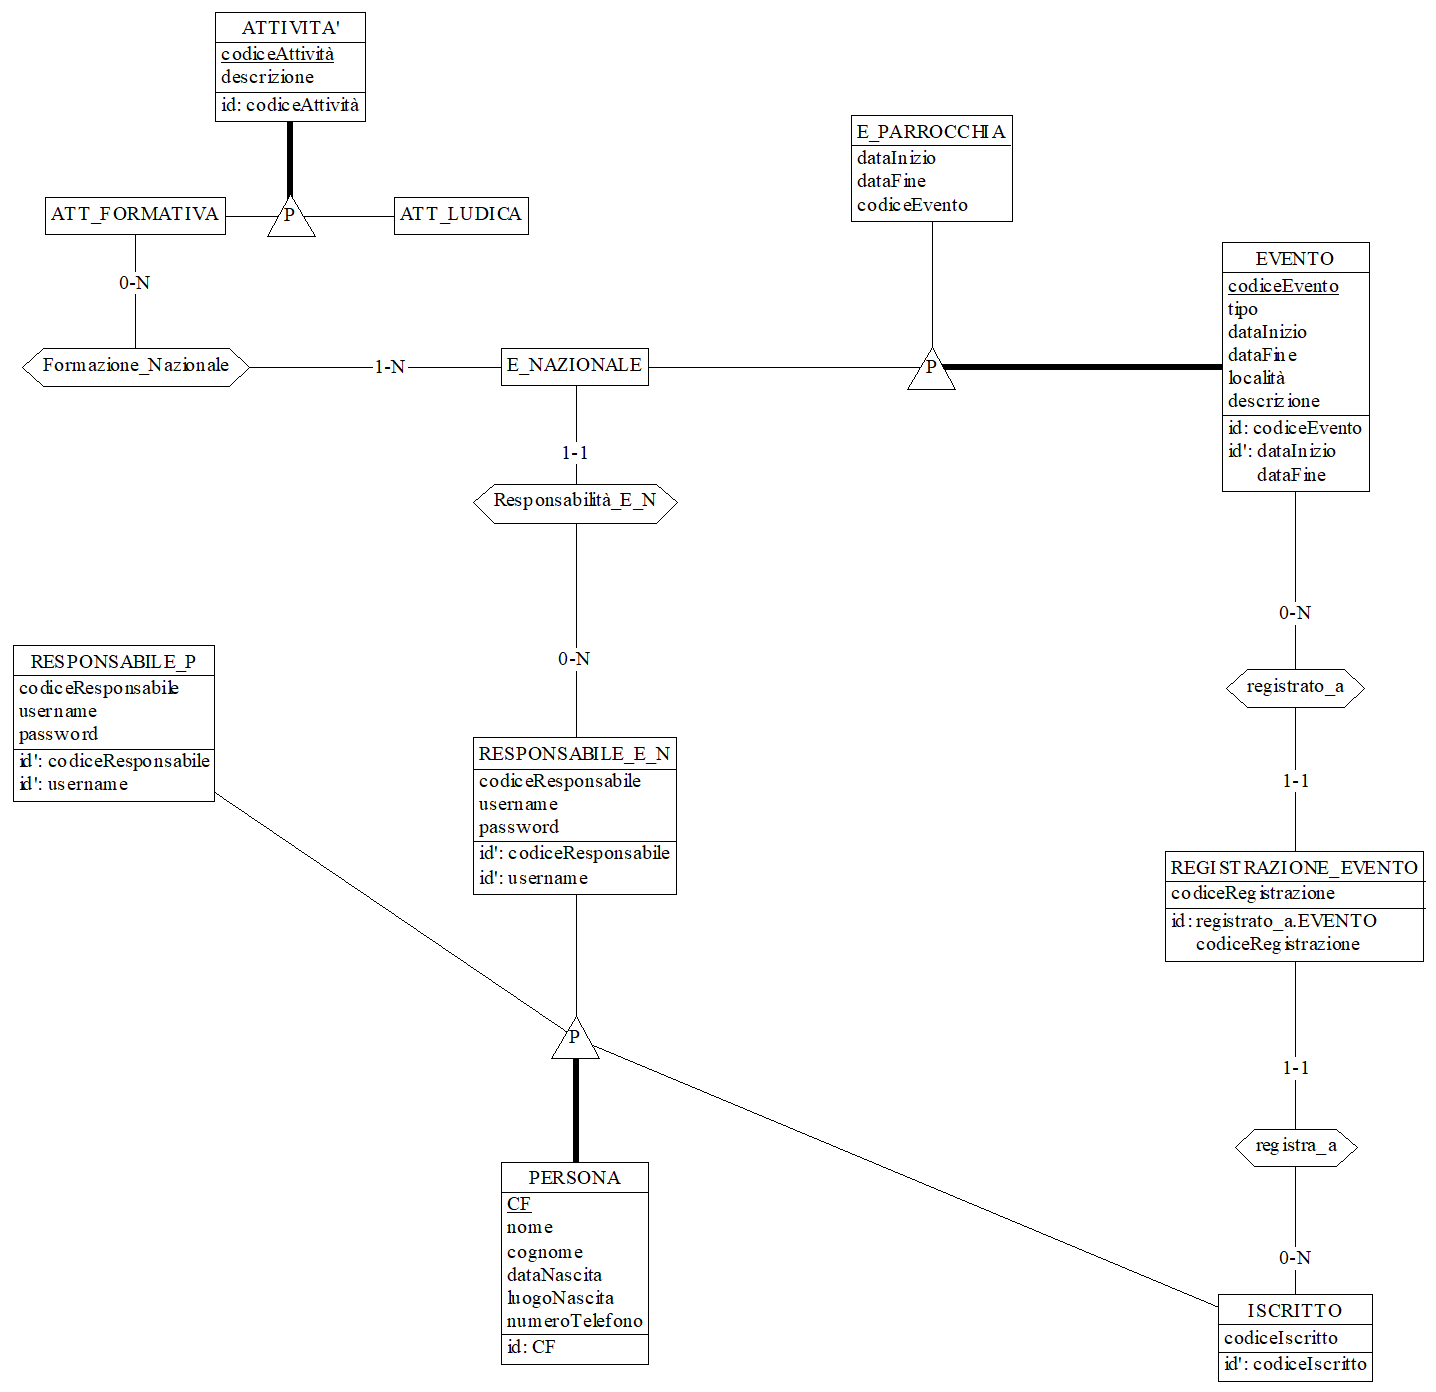 ATTIVITA'
codiceAttività
descrizione
id: codiceAttività
P
ATT_FORMATIVA
ATT_LUDICA
0-N
Formazione_Nazionale
1-N
E_NAZIONALE
E_PARROCCHIA
dataInizio
dataFine
codiceEvento
P
EVENTO
codiceEvento
tipo
dataInizio
dataFine
località
descrizione
id: codiceEvento
id': dataInizio
dataFine
1-1
Responsabilità_E_N
0-N
RESPONSABILE_P
codiceResponsabile
username
password
id': codiceResponsabile
id': username
RESPONSABILE_E_N
codiceResponsabile
username
password
id': codiceResponsabile
id': username
0-N
registrato_a
1-1
REGISTRAZIONE_EVENTO
codiceRegistrazione
id: registrato_a.EVENTO
codiceRegistrazione
1-1
registra_a
0-N
P
PERSONA
CF
nome
cognome
dataNascita
luogoNascita
numeroTelefono
id: CF
ISCRITTO
codiceIscritto
id': codiceIscritto